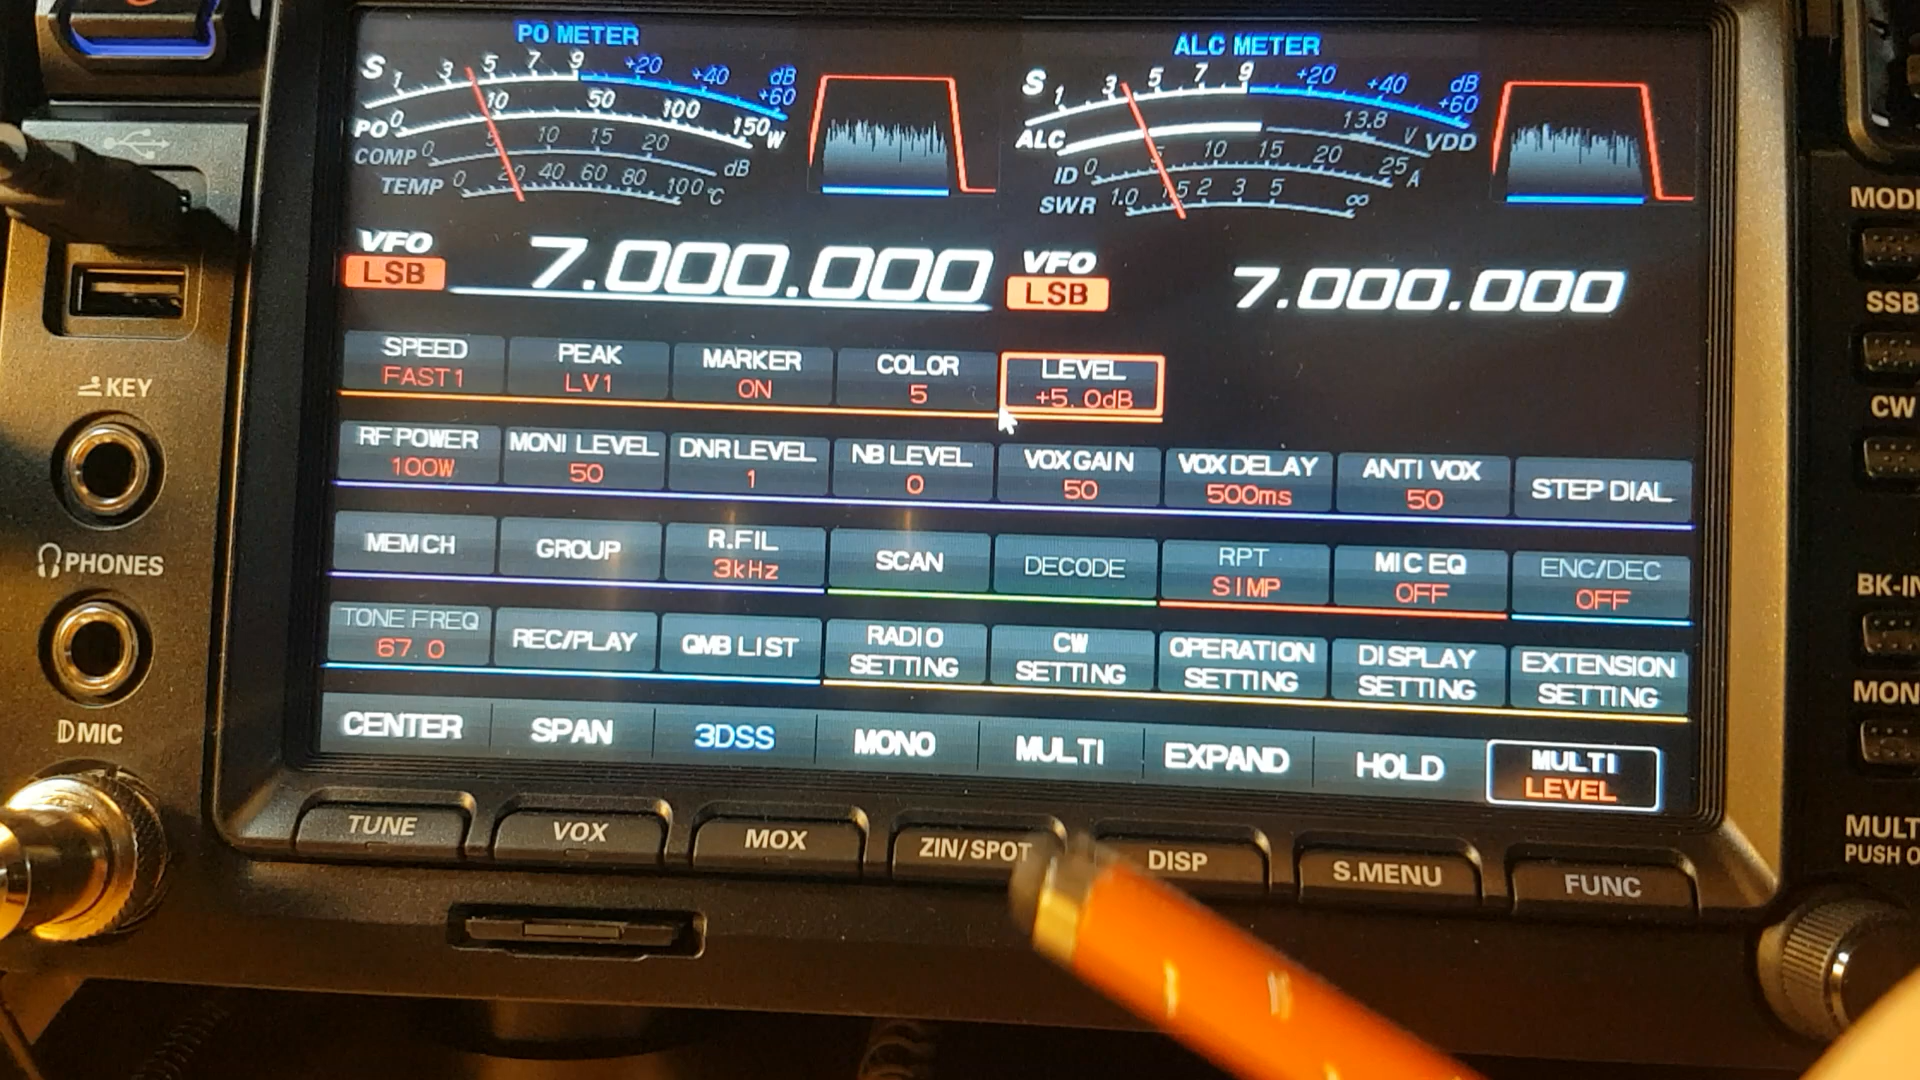 PO METER
ALC METER
S 1 3 5 7 9 +20 +40 +60 dB
PO 0 10 50 100 150 W
COMP 0 5 10 15 20 dB
TEMP 0 20 40 60 80 100 °C
S 1 3 5 7 9 +20 +40 +60 dB
ALC 13.8 V VDD
ID 0 5 10 15 20 25 A
SWR 1.0 1.5 2 3 5 ∞
VFO
LSB
7.000.000
VFO
LSB
7.000.000
SPEED PEAK MARKER COLOR LEVEL
FAST1 LV1 ON 5 +5.0dB
RF POWER MONI LEVEL DNR LEVEL NB LEVEL VOX GAIN VOX DELAY ANTI VOX STEP DIAL
100W 50 1 0 50 500ms 50
MEM CH GROUP R.FIL SCAN DECODE RPT MIC EQ ENC/DEC
3kHz SIMP OFF OFF
TONE FREQ REC/PLAY QMB LIST RADIO SETTING CW SETTING OPERATION SETTING DISPLAY SETTING EXTENSION SETTING
67.0
CENTER SPAN 3DSS MONO MULTI EXPAND HOLD MULTI
LEVEL
TUNE VOX MOX ZIN/SPOT DISP S.MENU FUNC
KEY
PHONES
MIC
MOD
SSB
CW
BK-IN
MON
MULT
PUSH O